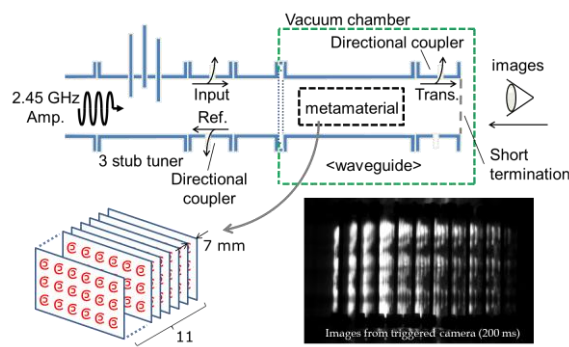 Vacuum chamber
Directional coupler
images
2.45 GHz
Amp.
Input
Trans.
metamaterial
Ref.
3 stub tuner
Directional
coupler
<waveguide>
Short
termination
7 mm
11
Images from triggered camera (200 ms)